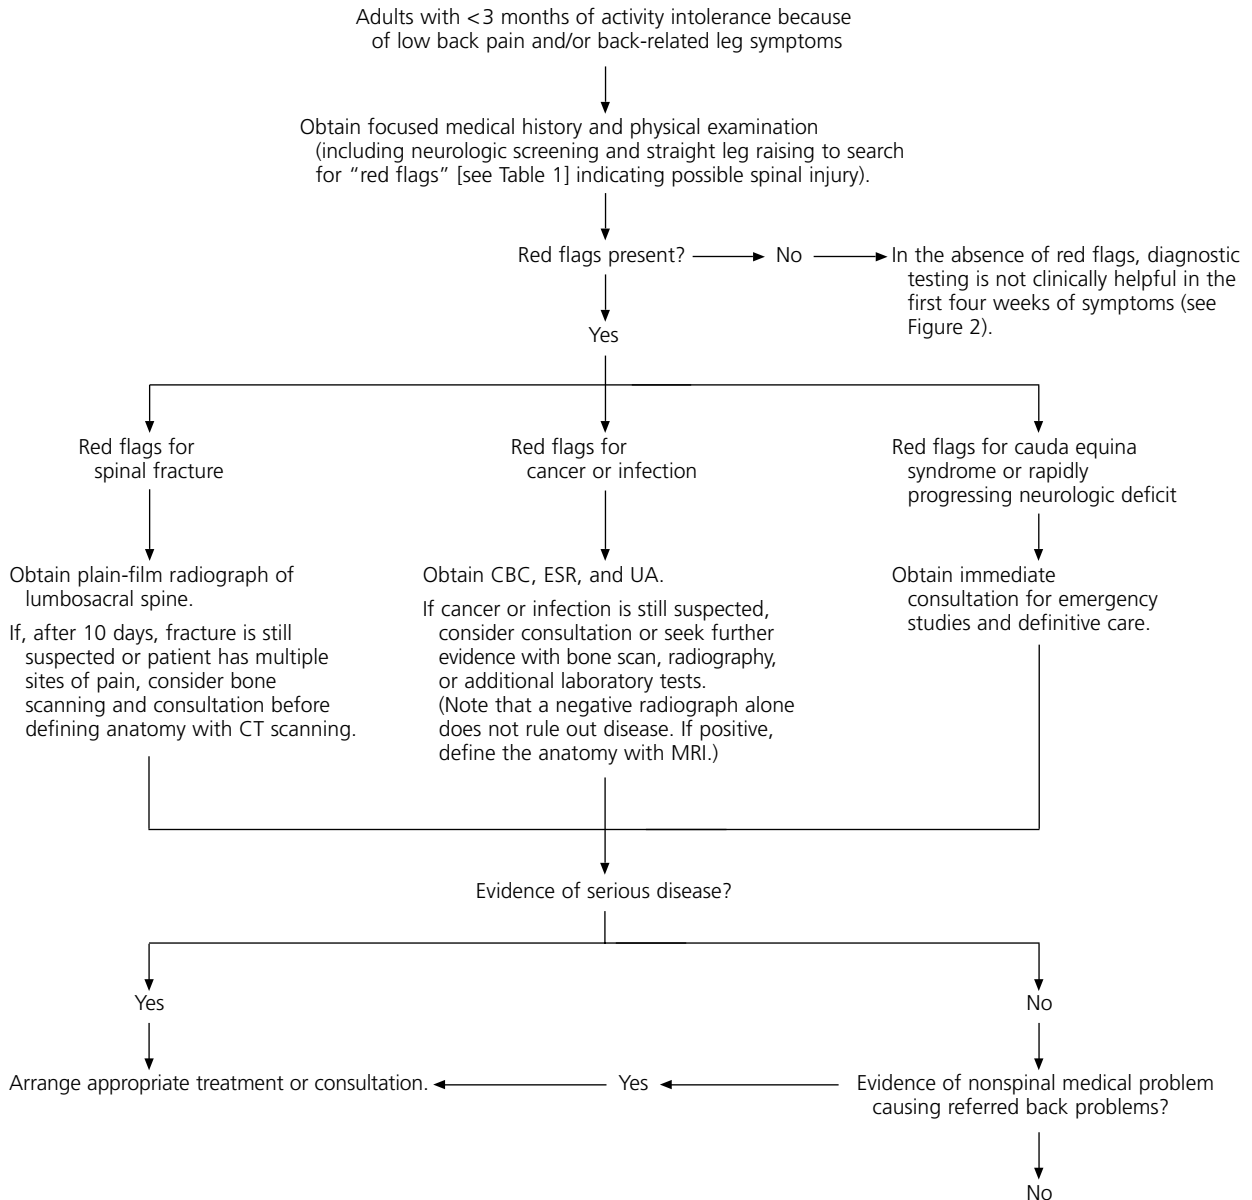 Adults with <3 months of activity intolerance because
of low back pain and/or back-related leg symptoms
Obtain focused medical history and physical examination
(including neurologic screening and straight leg raising to search
for “red flags” [see Table 1] indicating possible spinal injury).
Red flags present?
No
In the absence of red flags, diagnostic
testing is not clinically helpful in the
first four weeks of symptoms (see
Figure 2).
Yes
Red flags for
spinal fracture
Red flags for
cancer or infection
Red flags for cauda equina
syndrome or rapidly
progressing neurologic deficit
Obtain plain-film radiograph of
lumbosacral spine.
If, after 10 days, fracture is still
suspected or patient has multiple
sites of pain, consider bone
scanning and consultation before
defining anatomy with CT scanning.
Obtain CBC, ESR, and UA.
If cancer or infection is still suspected,
consider consultation or seek further
evidence with bone scan, radiography,
or additional laboratory tests.
(Note that a negative radiograph alone
does not rule out disease. If positive,
define the anatomy with MRI.)
Obtain immediate
consultation for emergency
studies and definitive care.
Evidence of serious disease?
Yes
No
Arrange appropriate treatment or consultation.
Yes
Evidence of nonspinal medical problem
causing referred back problems?
No